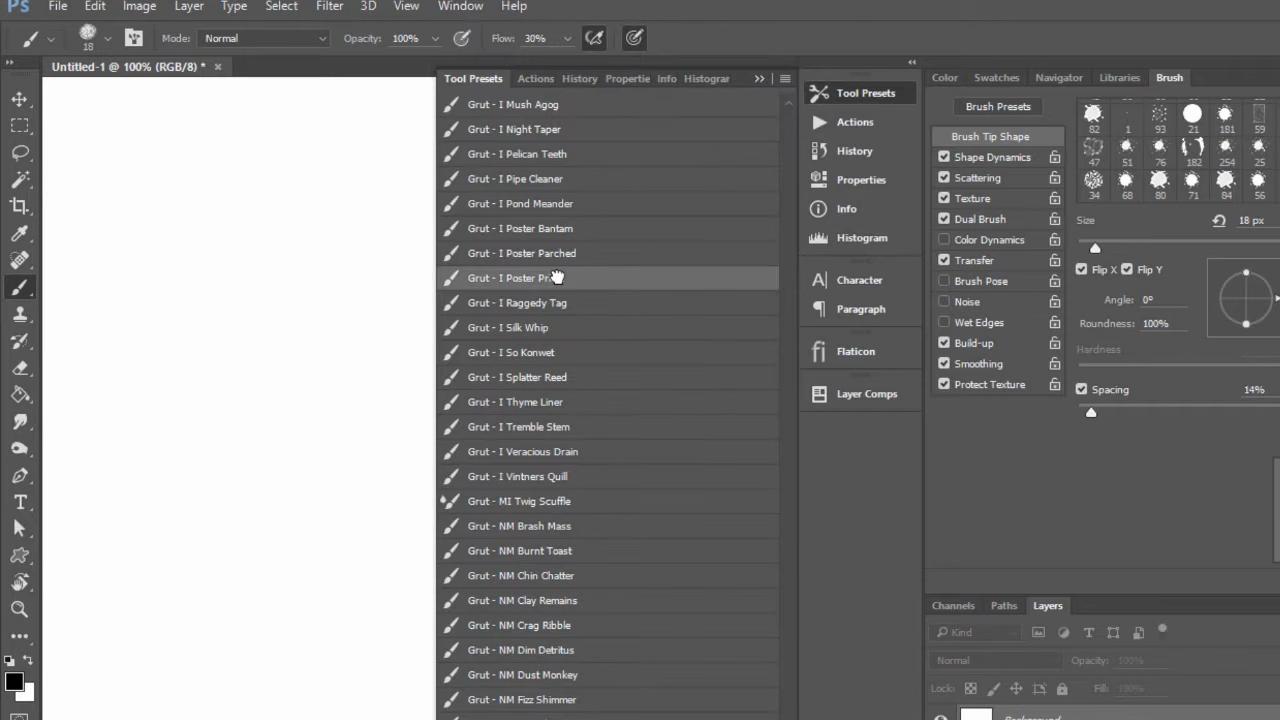 Ps File Edit Image Layer Type Select Filter 3D View Window Help
18 Mode: Normal Opacity: 100% Flow: 30%
Untitled-1 @ 100% (RGB/8) * ×
Tool Presets Actions History Propertie Info Histogram
Grut - I Mush Agog
Grut - I Night Taper
Grut - I Pelican Teeth
Grut - I Pipe Cleaner
Grut - I Pond Meander
Grut - I Poster Bantam
Grut - I Poster Parched
Grut - I Poster
Grut - I Raggedy Tag
Grut - I Silk Whip
Grut - I So Konwet
Grut - I Splatter Reed
Grut - I Thyme Liner
Grut - I Tremble Stem
Grut - I Veracious Drain
Grut - I Vintners Quill
Grut - MI Twig Scuffle
Grut - NM Brash Mass
Grut - NM Burnt Toast
Grut - NM Chin Chatter
Grut - NM Clay Remains
Grut - NM Crag Ribble
Grut - NM Dim Detritus
Grut - NM Dust Monkey
Grut - NM Fizz Shimmer
Tool Presets
Actions
History
Properties
Info
Histogram
Character
Paragraph
fi Flaticon
Layer Comps
Color Swatches Navigator Libraries Brush
Brush Presets
Brush Tip Shape
Shape Dynamics
Scattering
Texture
Dual Brush
Color Dynamics
Transfer
Brush Pose
Noise
Wet Edges
Build-up
Smoothing
Protect Texture
82 1 93 21 181 59
47 51 76 182 254 25
34 68 80 71 84 56
Size 18 px
Flip X Flip Y
Angle: 0°
Roundness: 100%
Hardness
Spacing 14%
Channels Paths Layers
Kind
Normal Opacity: 100%
Lock: Fill: 100%
Background